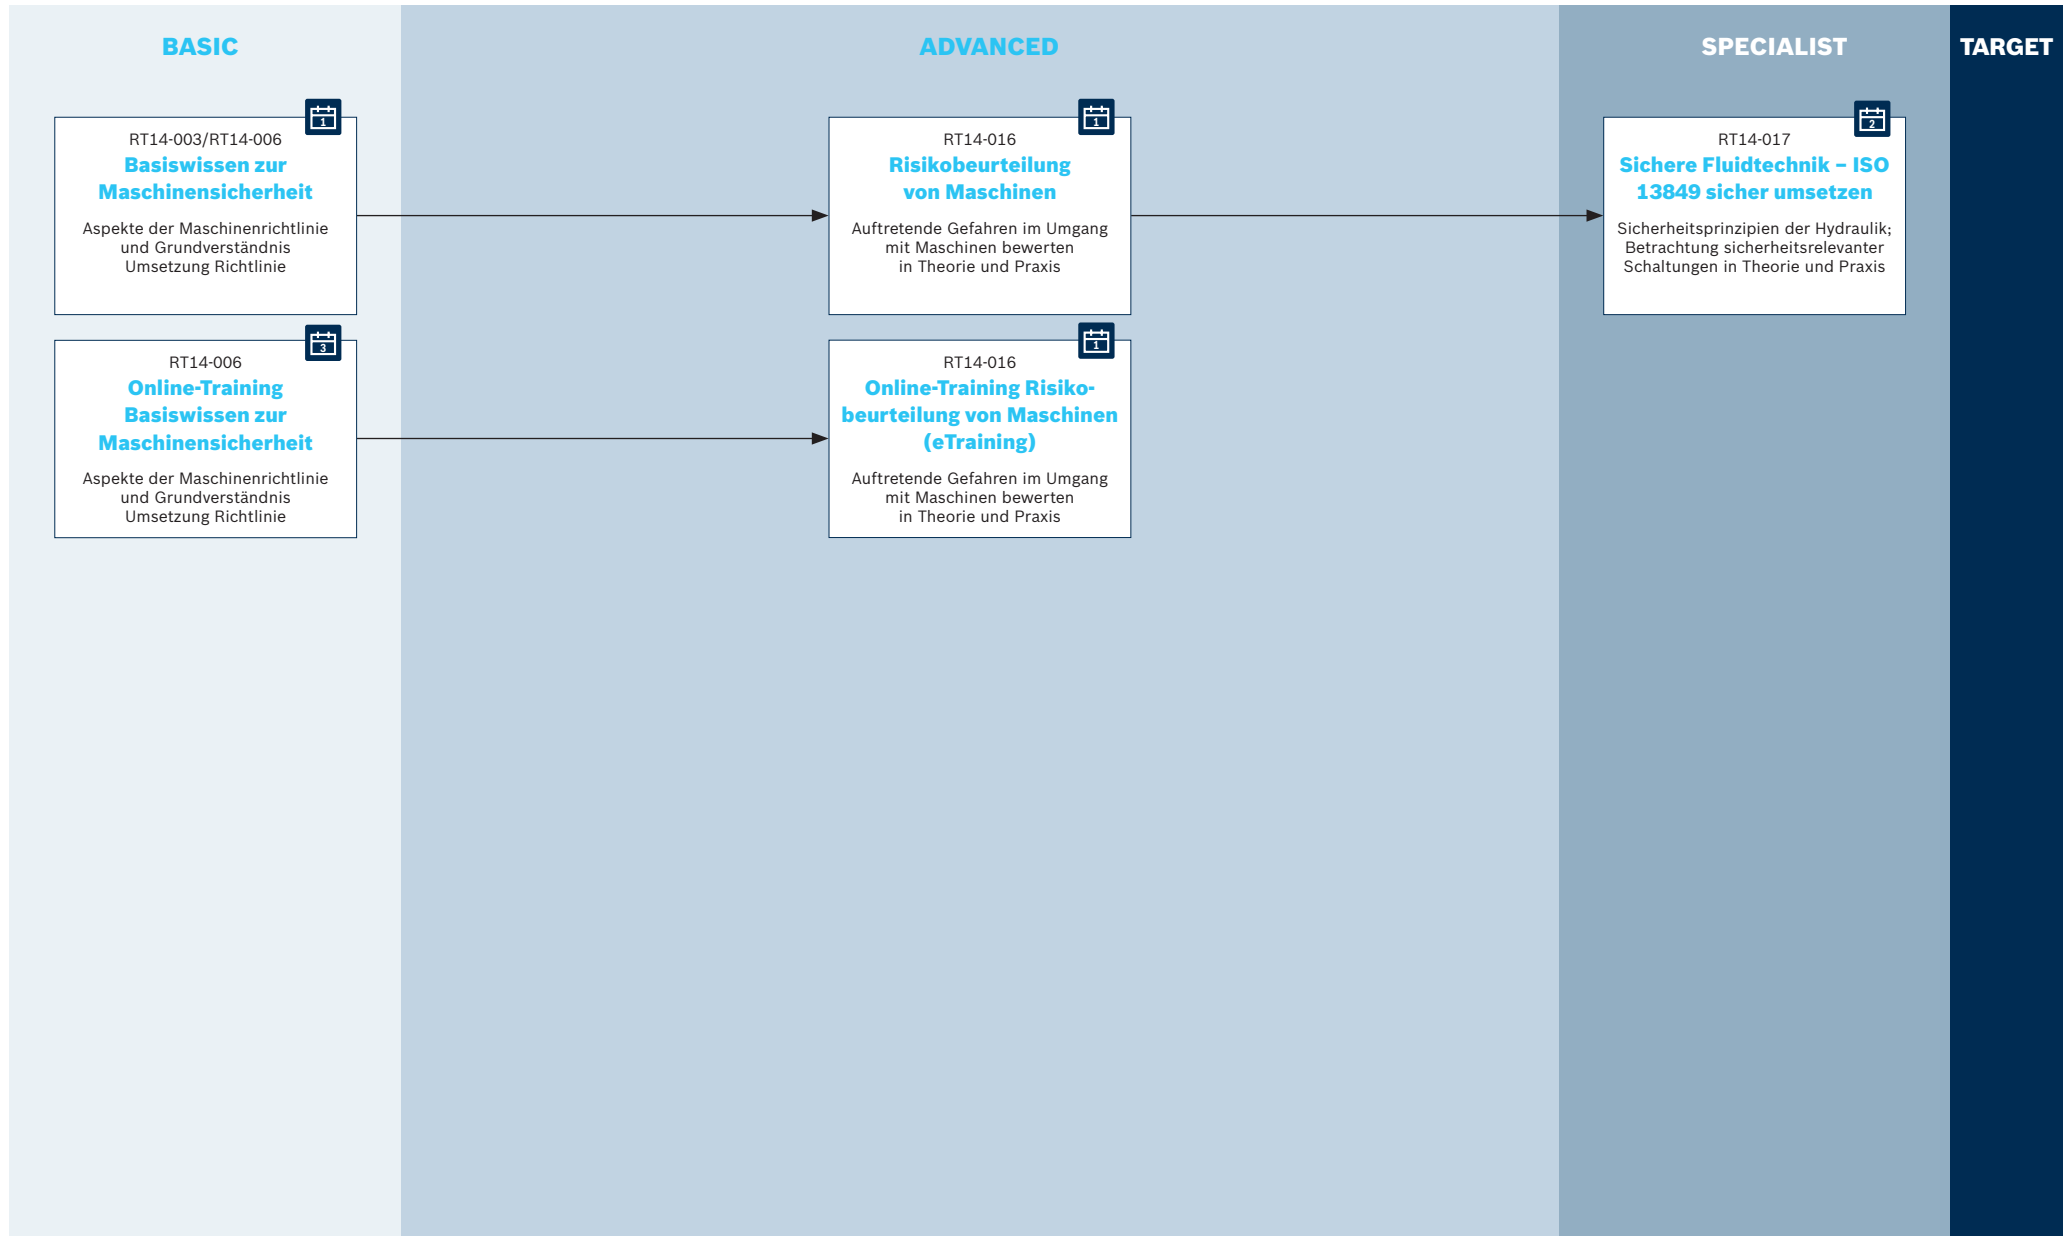 BASIC
ADVANCED
SPECIALIST
TARGET
1
RT14-003/RT14-006
Basiswissen zur
Maschinensicherheit
Aspekte der Maschinenrichtlinie
und Grundverständnis
Umsetzung Richtlinie
1
RT14-016
Risikobeurteilung
von Maschinen
Auftretende Gefahren im Umgang
mit Maschinen bewerten
in Theorie und Praxis
2
RT14-017
Sichere Fluidtechnik – ISO
13849 sicher umsetzen
Sicherheitsprinzipien der Hydraulik;
Betrachtung sicherheitsrelevanter
Schaltungen in Theorie und Praxis
3
RT14-006
Online-Training
Basiswissen zur
Maschinensicherheit
Aspekte der Maschinenrichtlinie
und Grundverständnis
Umsetzung Richtlinie
1
RT14-016
Online-Training Risiko-
beurteilung von Maschinen
(eTraining)
Auftretende Gefahren im Umgang
mit Maschinen bewerten
in Theorie und Praxis